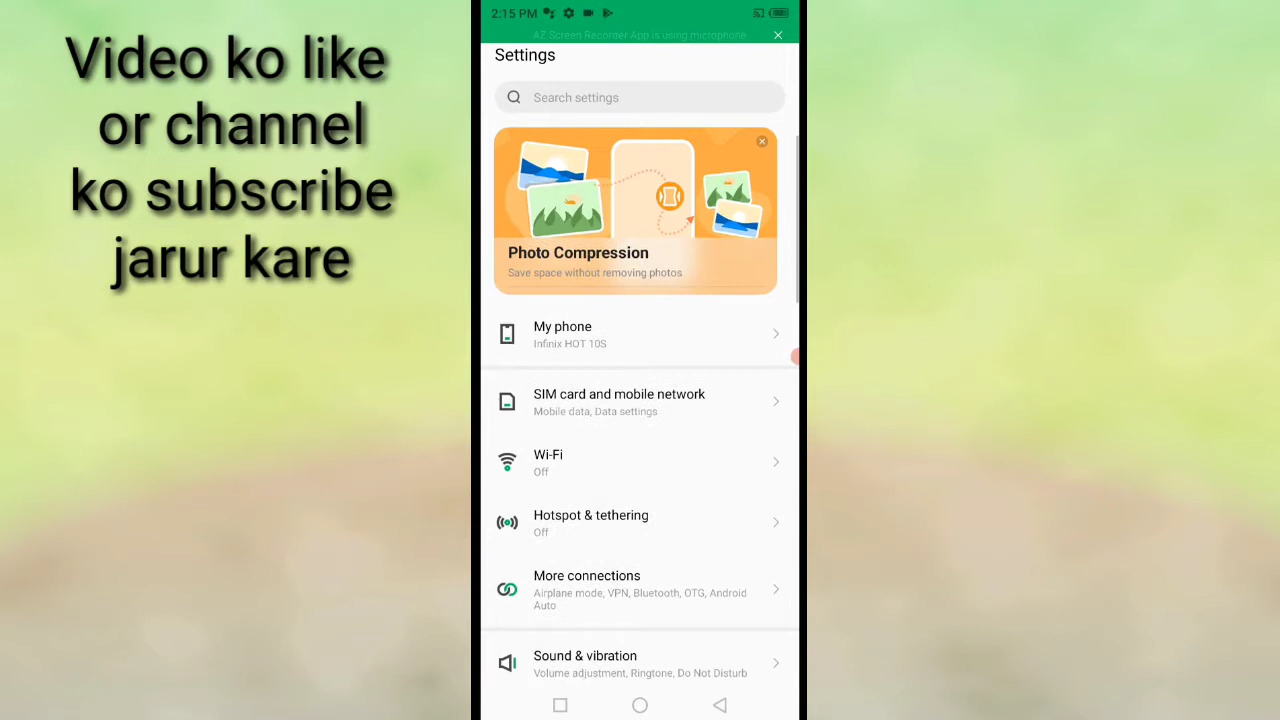 Video ko like
or channel
ko subscribe
jarur kare
2:15 PM
AZ Screen Recorder App is using microphone
Settings
Search settings
Photo Compression
Save space without removing photos
My phone
Infinix HOT 10S
SIM card and mobile network
Mobile data, Data settings
Wi-Fi
Off
Hotspot & tethering
Off
More connections
Airplane mode, VPN, Bluetooth, OTG, Android
Auto
Sound & vibration
Volume adjustment, Ringtone, Do Not Disturb